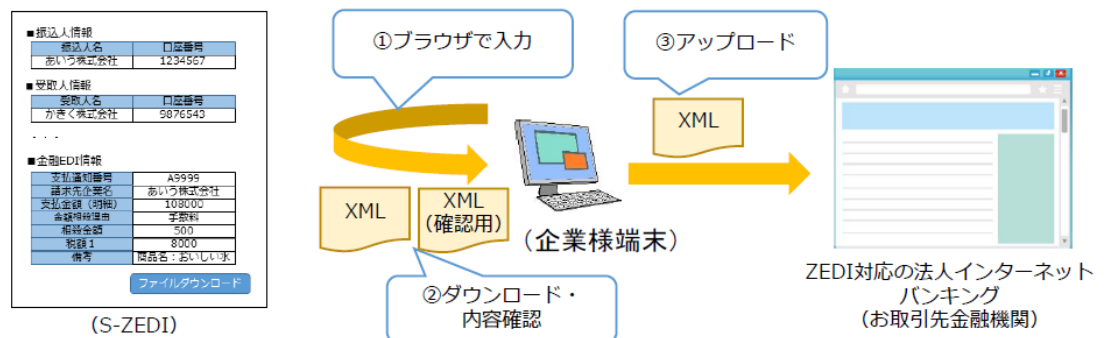 ■振込人情報
振込人名 口座番号
あいう株式会社 1234567
■受取人情報
受取人名 口座番号
かきく株式会社 9876543
・・・
■金融EDI情報
支払通知番号 A9999
請求先企業名 あいう株式会社
支払金額（明細） 108000
金額相殺理由 手数料
相殺金額 500
税額1 8000
備考 商品名：おいしい水
ファイルダウンロード
（S-ZEDI）
①ブラウザで入力
XML
XML
（確認用）
②ダウンロード・
内容確認
（企業様端末）
③アップロード
XML
ZEDI対応の法人インターネット
バンキング
（お取引先金融機関）